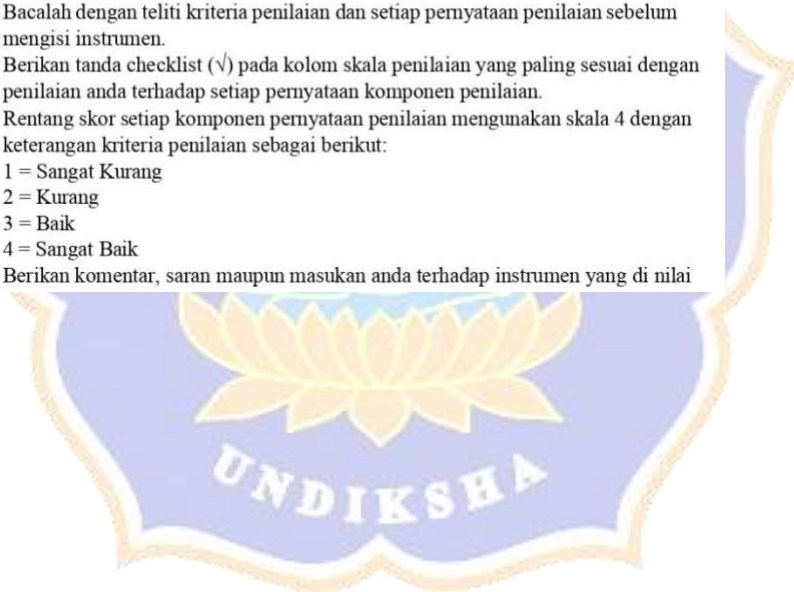 Bacalah dengan teliti kriteria penilaian dan setiap pernyataan penilaian sebelum
mengisi instrumen.
Berikan tanda checklist (√) pada kolom skala penilaian yang paling sesuai dengan
penilaian anda terhadap setiap pernyataan komponen penilaian.
Rentang skor setiap komponen pernyataan penilaian mengunakan skala 4 dengan
keterangan kriteria penilaian sebagai berikut:
1 = Sangat Kurang
2 = Kurang
3 = Baik
4 = Sangat Baik
Berikan komentar, saran maupun masukan anda terhadap instrumen yang di nilai
UNDIKSHA